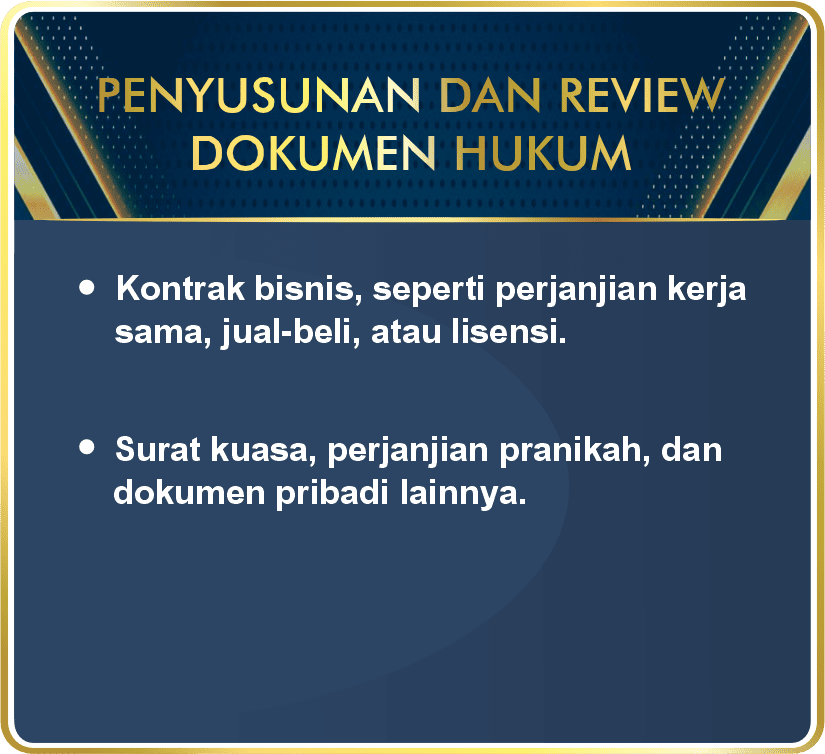 PENYUSUNAN DAN REVIEW
DOKUMEN HUKUM
• Kontrak bisnis, seperti perjanjian kerja
sama, jual-beli, atau lisensi.
• Surat kuasa, perjanjian pranikah, dan
dokumen pribadi lainnya.